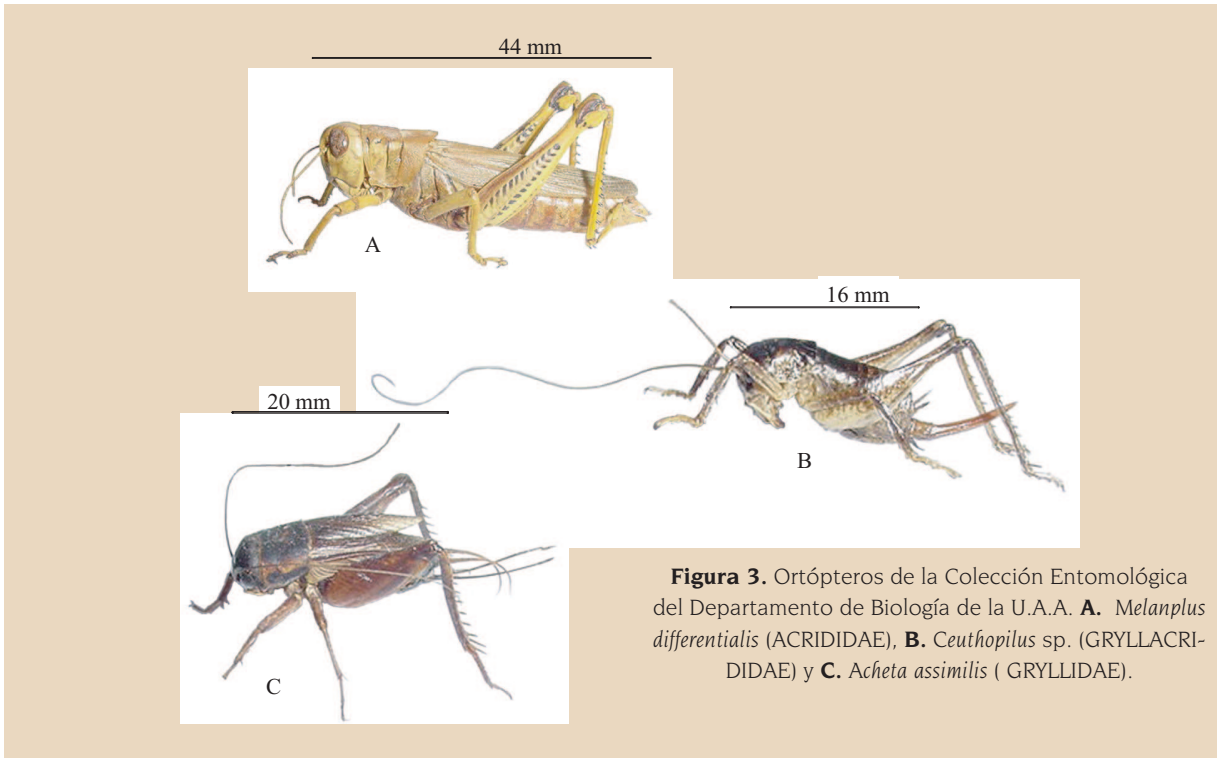 44 mm
A
16 mm
B
20 mm
C
Figura 3. Ortópteros de la Colección Entomológica
del Departamento de Biología de la U.A.A. A. Melanplus
differentialis (ACRIDIDAE), B. Ceuthopilus sp. (GRYLLACRI-
DIDAE) y C. Acheta assimilis ( GRYLLIDAE).